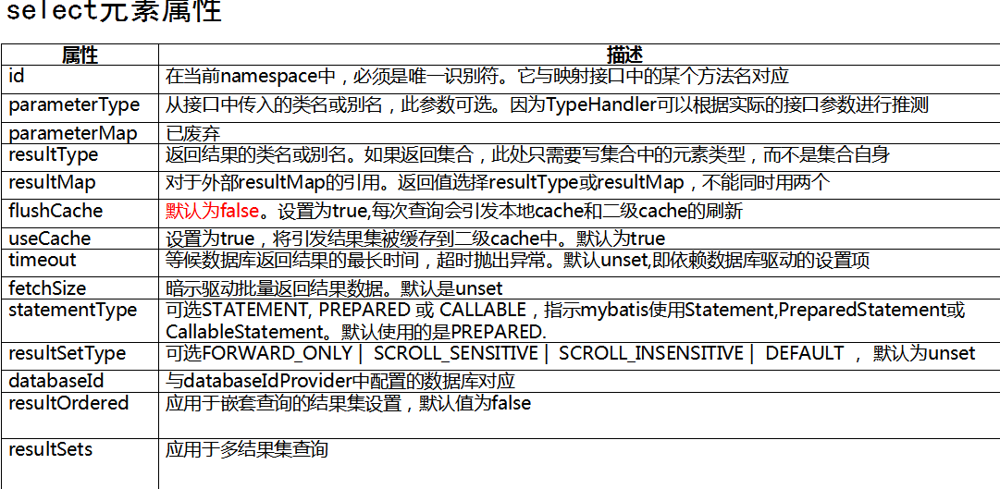 select元素属性
属性 描述
id 在当前namespace中，必须是唯一识别符。它与映射接口中的某个方法名对应
parameterType 从接口中传入的类名或别名，此参数可选。因为TypeHandler可以根据实际的接口参数进行推测
parameterMap 已废弃
resultType 返回结果的类名或别名。如果返回集合，此处只需要写集合中的元素类型，而不是集合自身
resultMap 对于外部resultMap的引用。返回值选择resultType或resultMap，不能同时用两个
flushCache 默认为false。设置为true,每次查询会引发本地cache和二级cache的刷新
useCache 设置为true，将引发结果集被缓存到二级cache中。默认为true
timeout 等候数据库返回结果的最长时间，超时抛出异常。默认unset,即依赖数据库驱动的设置项
fetchSize 暗示驱动批量返回结果数据。默认是unset
statementType 可选STATEMENT, PREPARED 或 CALLABLE，指示mybatis使用Statement,PreparedStatement或
CallableStatement。默认使用的是PREPARED.
resultSetType 可选FORWARD_ONLY | SCROLL_SENSITIVE | SCROLL_INSENSITIVE | DEFAULT ，默认为unset
databaseId 与databaseIdProvider中配置的数据库对应
resultOrdered 应用于嵌套查询的结果集设置，默认值为false
resultSets 应用于多结果集查询